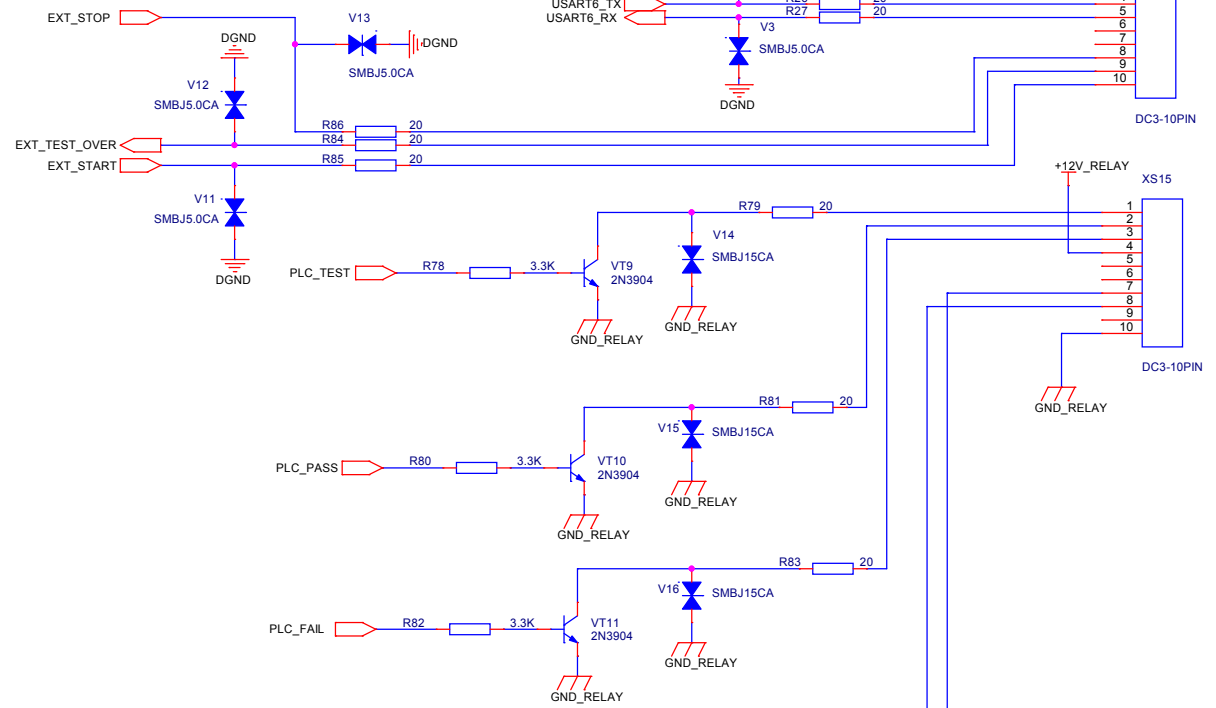 USART6_TX
R26
20
4
EXT_STOP
V13
USART6_RX
R27
20
5
V3
6
DGND
DGND
7
SMBJ5.0CA
8
SMBJ5.0CA
9
V12
10
SMBJ5.0CA
DGND
DC3-10PIN
R86
20
EXT_TEST_OVER
R84
20
EXT_START
R85
20
+12V_RELAY
XS15
V11
SMBJ5.0CA
R79
20
1
2
V14
3
SMBJ15CA
4
PLC_TEST
R78
3.3K
VT9
2N3904
5
6
DGND
7
8
9
GND_RELAY
10
GND_RELAY
DC3-10PIN
R81
20
GND_RELAY
V15
SMBJ15CA
PLC_PASS
R80
3.3K
VT10
2N3904
GND_RELAY
GND_RELAY
R83
20
V16
SMBJ15CA
PLC_FAIL
R82
3.3K
VT11
2N3904
GND_RELAY
GND_RELAY